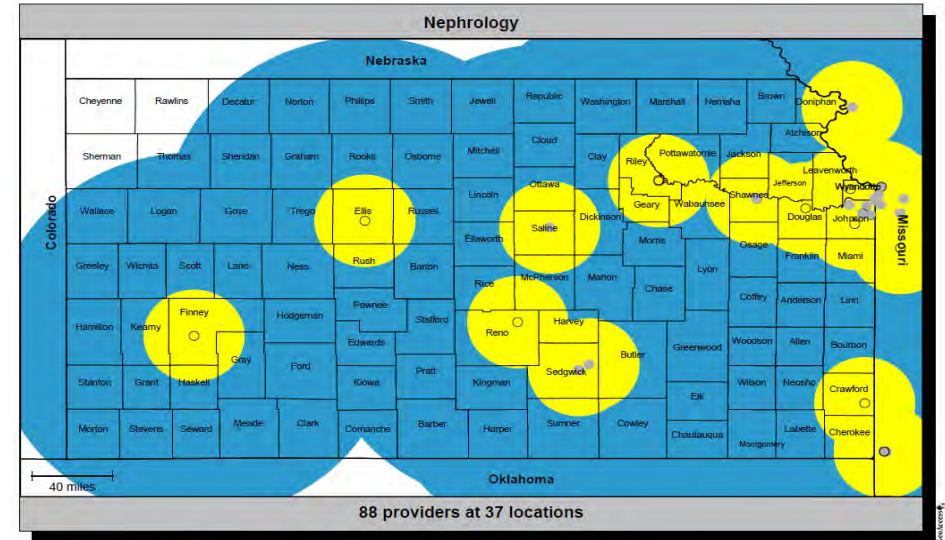 Nephrology
Nebraska
Cheyenne Rawlins Decatur Norton Phillips Smith Jewell Republic Washington Marshall Nemaha Brown Doniphan
Atchison
Sherman Thomas Sheridan Graham Rooks Osborne Mitchell Cloud Clay Riley Pottawatomie Jackson
Jefferson Leavenworth
Wyandotte
Wallace Logan Gove Trego Ellis Russell Lincoln Ottawa Saline Dickinson Geary Wabaunsee Shawnee Douglas Johnson
Colorado
Missouri
Ellsworth Morris Osage Franklin Miami
Greeley Wichita Scott Lane Ness Rush Barton Rice McPherson Marion Chase Lyon
Coffey Anderson Linn
Hamilton Kearny Finney Hodgeman Pawnee Stafford Reno Harvey
Gray Ford Edwards Sedgwick Butler Greenwood Woodson Allen Bourbon
Stanton Grant Haskell Kiowa Pratt Kingman Elk Wilson Neosho Crawford
Morton Stevens Seward Meade Clark Comanche Barber Harper Sumner Cowley Chautauqua Montgomery Labette Cherokee
40 miles
Oklahoma
88 providers at 37 locations